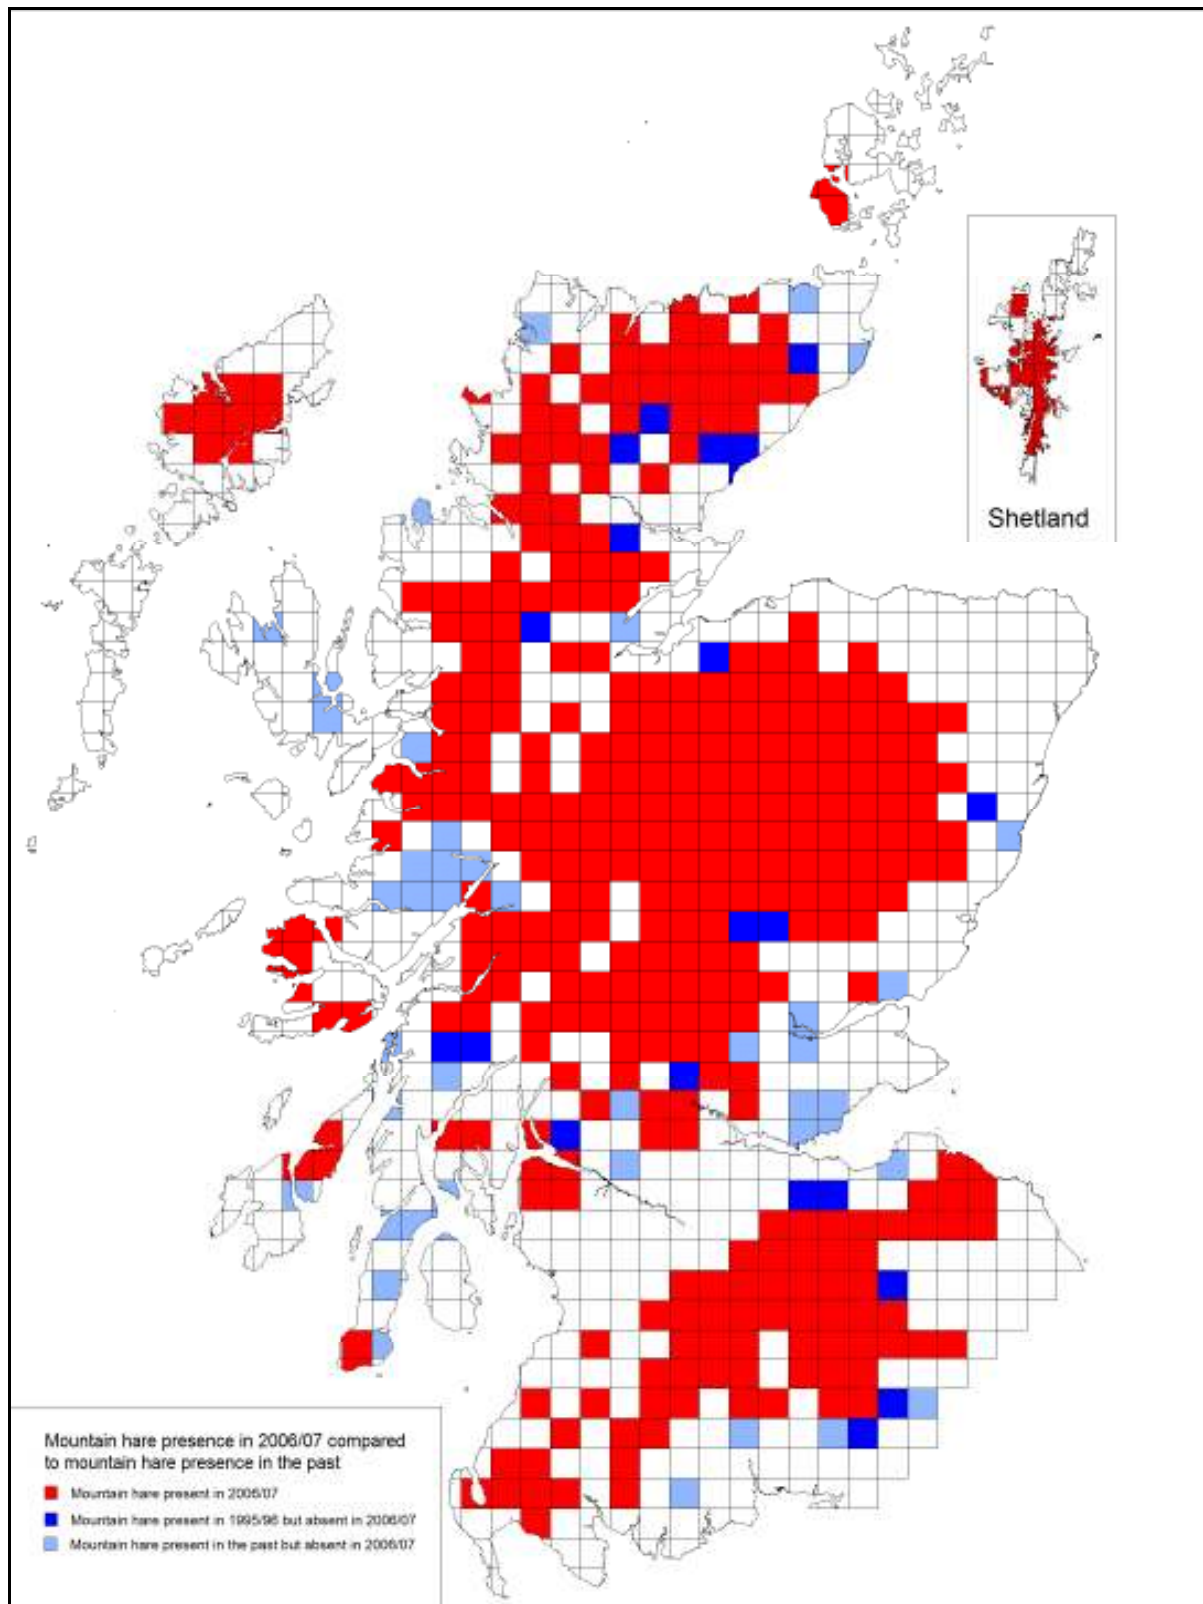 Shetland
Mountain hare presence in 2006/07 compared
to mountain hare presence in the past
Mountain hare present in 2006/07
Mountain hare present in 1995/96 but absent in 2006/07
Mountain hare present in the past but absent in 2006/07